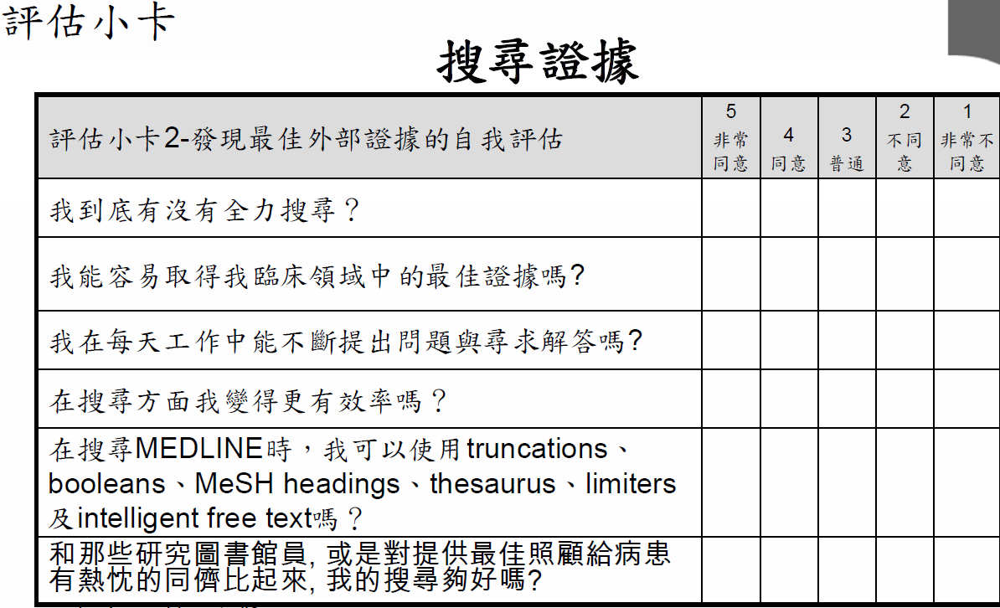 評估小卡
搜尋證據
評估小卡2-發現最佳外部證據的自我評估
5
非常
同意
4
同意
3
普通
2
不同
意
1
非常不
同意
我到底有沒有全力搜尋？
我能容易取得我臨床領域中的最佳證據嗎?
我在每天工作中能不斷提出問題與尋求解答嗎?
在搜尋方面我變得更有效率嗎？
在搜尋MEDLINE時，我可以使用truncations、
booleans、MeSH headings、thesaurus、limiters
及intelligent free text嗎？
和那些研究圖書館員, 或是對提供最佳照顧給病患
有熱忱的同儕比起來, 我的搜尋夠好嗎?